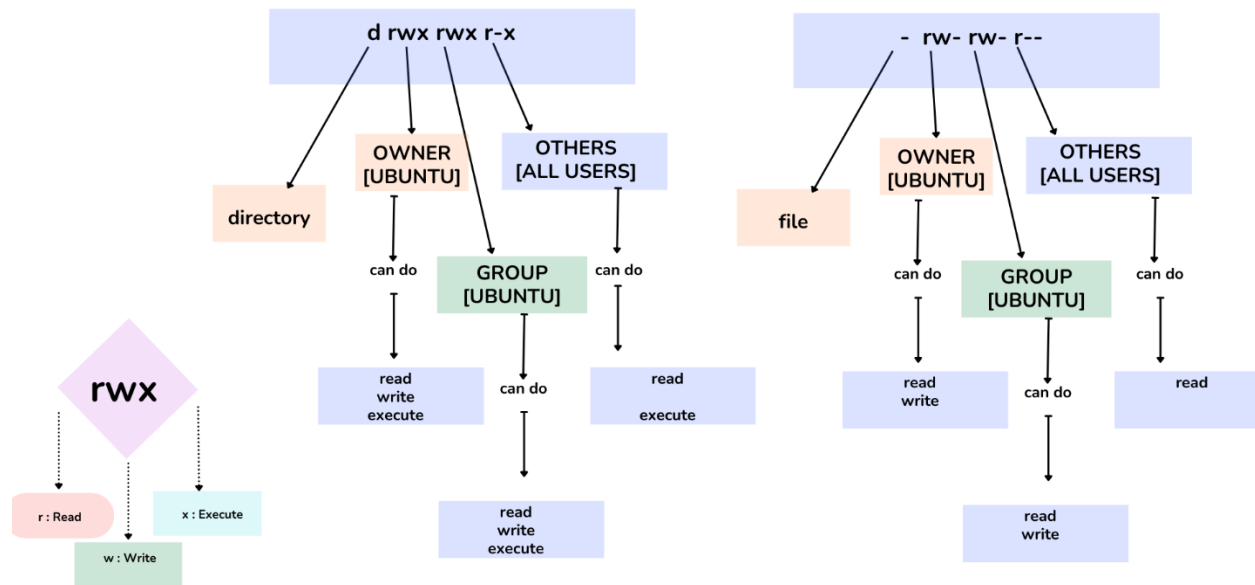 d rwx rwx r-x
OWNER
[UBUNTU]
OTHERS
[ALL USERS]
directory
can do
GROUP
[UBUNTU]
can do
read
write
execute
can do
read
execute
read
write
execute
- rw- rw- r--
OWNER
[UBUNTU]
OTHERS
[ALL USERS]
file
can do
GROUP
[UBUNTU]
can do
read
write
can do
read
read
write
rwx
r : Read
x : Execute
w : Write